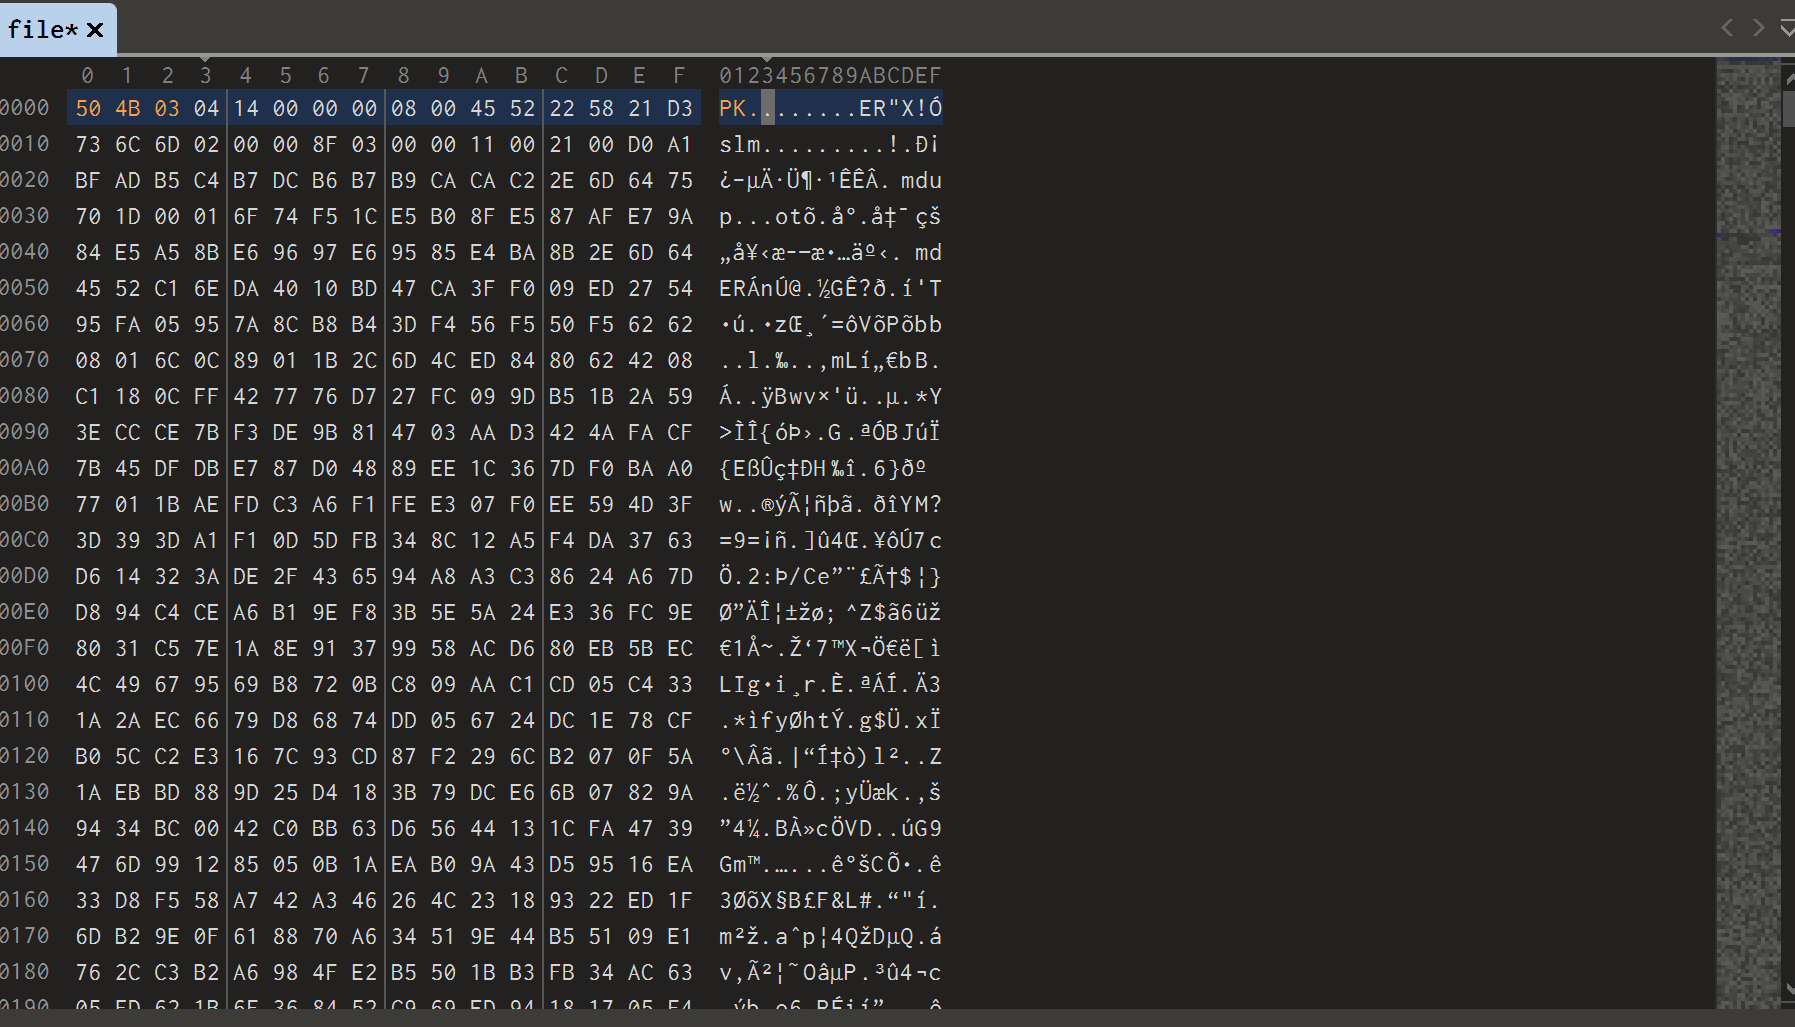 file*
0 1 2 3 4 5 6 7 8 9 A B C D E F 0123456789ABCDEF
0000 50 4B 03 04 14 00 00 00 08 00 45 52 22 58 21 D3 PK.........ER"X!Ó
0010 73 6C 6D 02 00 00 8F 03 00 00 11 00 21 00 D0 A1 slm.........!.Ð¡
0020 BF AD B5 C4 B7 DC B6 B7 B9 CA CA C2 2E 6D 64 75 ¿-µÄ·Ü¶·¹ÊÊÂ.mdu
0030 70 1D 00 01 6F 74 F5 1C E5 B0 8F E5 87 AF E7 9A p...otõ.å°.å‡¯çš
0040 84 E5 A5 8B E6 96 97 E6 95 85 E4 BA 8B 2E 6D 64 „å¥‹æ–—æ•…äº‹.md
0050 45 52 C1 6E DA 40 10 BD 47 CA 3F F0 09 ED 27 54 ERÁnÚ@.½GÊ?ð.í'T
0060 95 FA 05 95 7A 8C B8 B4 3D F4 56 F5 50 F5 62 62 •ú.•zŒ¸´=ôVõPõbb
0070 08 01 6C 0C 89 01 1B 2C 6D 4C ED 84 80 62 42 08 ..l.‰..,mLí„€bB.
0080 C1 18 0C FF 42 77 76 D7 27 FC 09 9D B5 1B 2A 59 Á..ÿBwv×'ü..µ.*Y
0090 3E CC CE 7B F3 DE 9B 81 47 03 AA D3 42 4A FA CF >ÌÎ{óÞ›.G.ªÓBJúÏ
00A0 7B 45 DF DB E7 87 D0 48 89 EE 1C 36 7D F0 BA A0 {EßÛç‡ÐH‰î.6}ðº
00B0 77 01 1B AE FD C3 A6 F1 FE E3 07 F0 EE 59 4D 3F w..®ýÃ¦ñþã.ðîYM?
00C0 3D 39 3D A1 F1 0D 5D FB 34 8C 12 A5 F4 DA 37 63 =9=¡ñ.]û4Œ.¥ôÚ7c
00D0 D6 14 32 3A DE 2F 43 65 94 A8 A3 C3 86 24 A6 7D Ö.2:Þ/Ce”¨£Ã†$¦}
00E0 D8 94 C4 CE A6 B1 9E F8 3B 5E 5A 24 E3 36 FC 9E Ø”ÄÎ¦±žø;^Z$ã6üž
00F0 80 31 C5 7E 1A 8E 91 37 99 58 AC D6 80 EB 5B EC €1Å~.Ž‘7™X¬Ö€ë[ì
0100 4C 49 67 95 69 B8 72 0B C8 09 AA C1 CD 05 C4 33 LIg•i¸r.È.ªÁÍ.Ä3
0110 1A 2A EC 66 79 D8 68 74 DD 05 67 24 DC 1E 78 CF .*ìfyØhtÝ.g$Ü.xÏ
0120 B0 5C C2 E3 16 7C 93 CD 87 F2 29 6C B2 07 0F 5A °\Âã.|“Í‡ò)l²..Z
0130 1A EB BD 88 9D 25 D4 18 3B 79 DC E6 6B 07 82 9A .ë½ˆ.%Ô.;yÜæk.‚š
0140 94 34 BC 00 42 C0 BB 63 D6 56 44 13 1C FA 47 39 ”4¼.BÀ»cÖVD..úG9
0150 47 6D 99 12 85 05 0B 1A EA B0 9A 43 D5 95 16 EA Gm™.…...ê°šCÕ•.ê
0160 33 D8 F5 58 A7 42 A3 46 26 4C 23 18 93 22 ED 1F 3ØõX§B£F&L#.“"í.
0170 6D B2 9E 0F 61 88 70 A6 34 51 9E 44 B5 51 09 E1 m²ž.aˆp¦4QžDµQ.á
0180 76 2C C3 B2 A6 98 4F E2 B5 50 1B B3 FB 34 AC 63 v,Ã²¦˜OâµP.³û4¬c